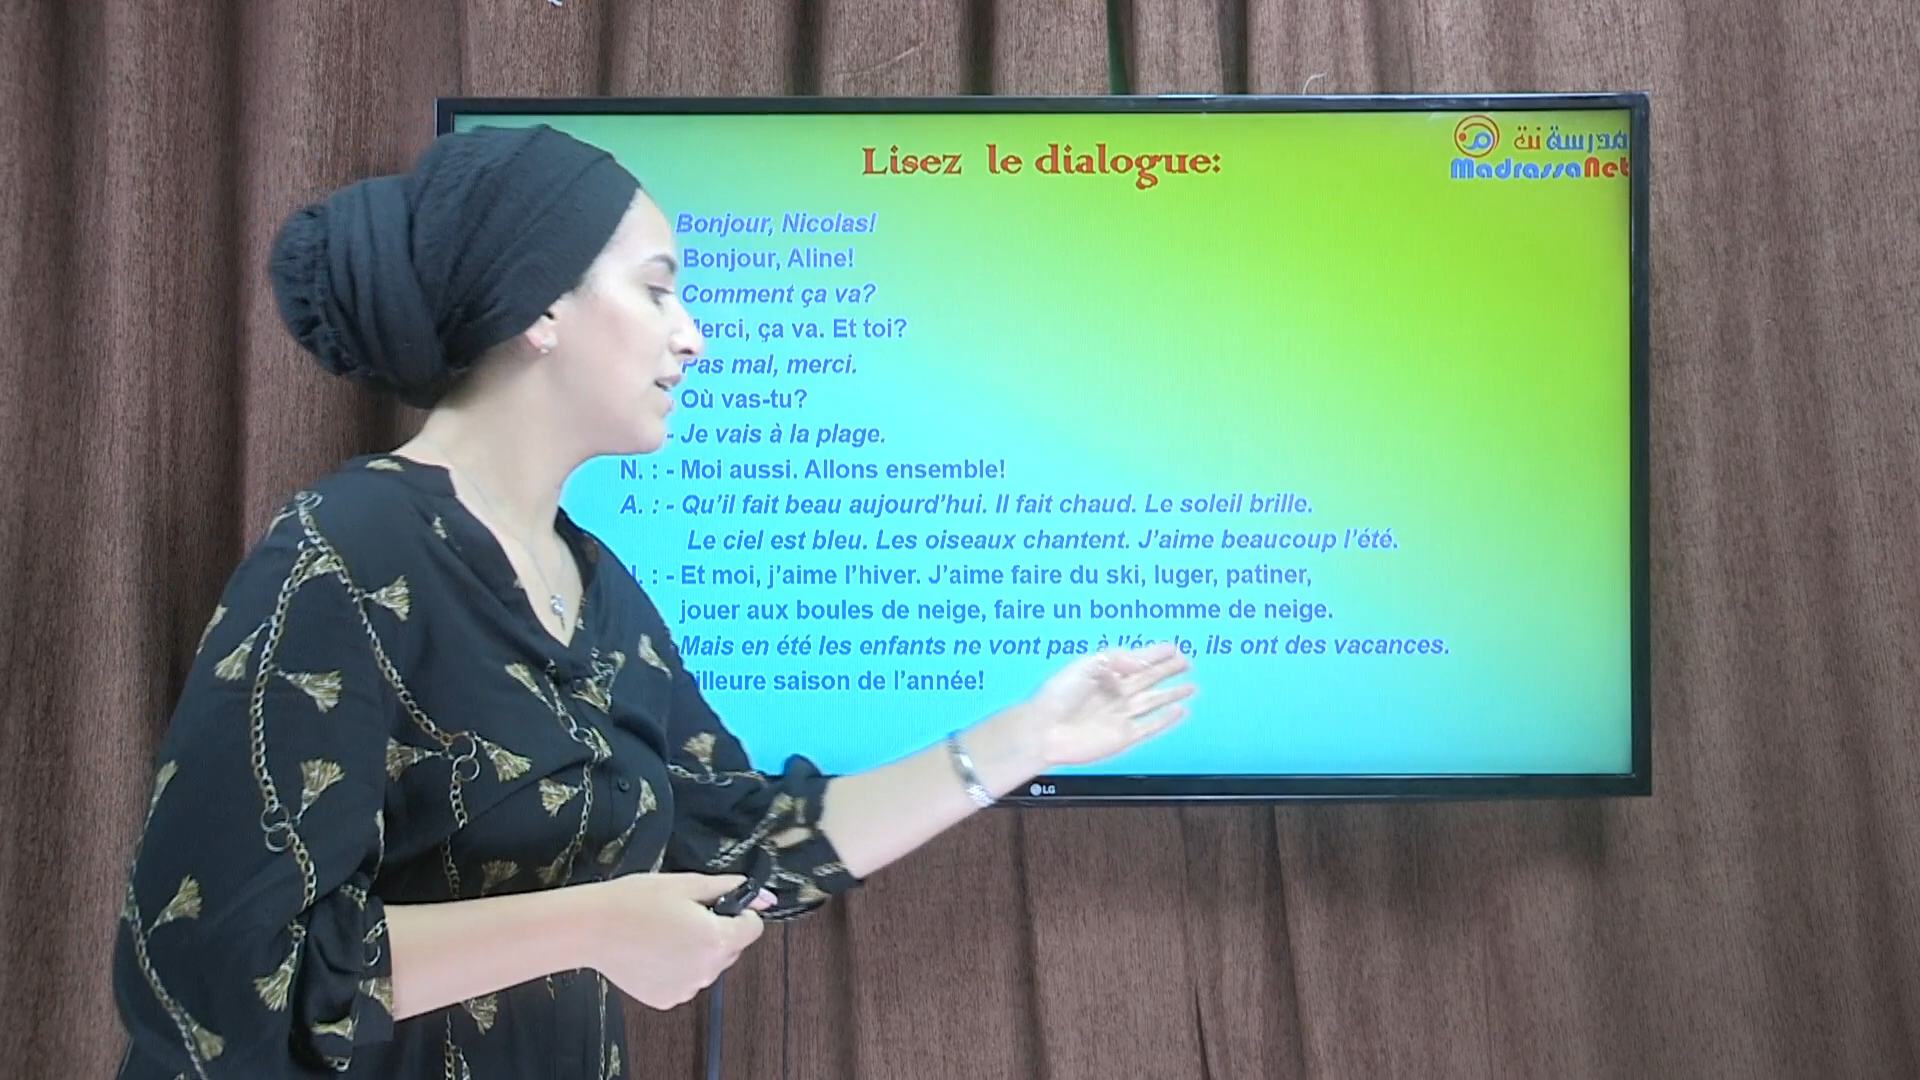 مدرسة نت
MadrassaNet
Lisez le dialogue:
Bonjour, Nicolas!
Bonjour, Aline!
Comment ça va?
Merci, ça va. Et toi?
Pas mal, merci.
Où vas-tu?
- Je vais à la plage.
N. : - Moi aussi. Allons ensemble!
A. : - Qu’il fait beau aujourd’hui. Il fait chaud. Le soleil brille.
Le ciel est bleu. Les oiseaux chantent. J’aime beaucoup l’été.
: - Et moi, j’aime l’hiver. J’aime faire du ski, luger, patiner,
jouer aux boules de neige, faire un bonhomme de neige.
Mais en été les enfants ne vont pas à l’école, ils ont des vacances.
saison de l’année!
LG